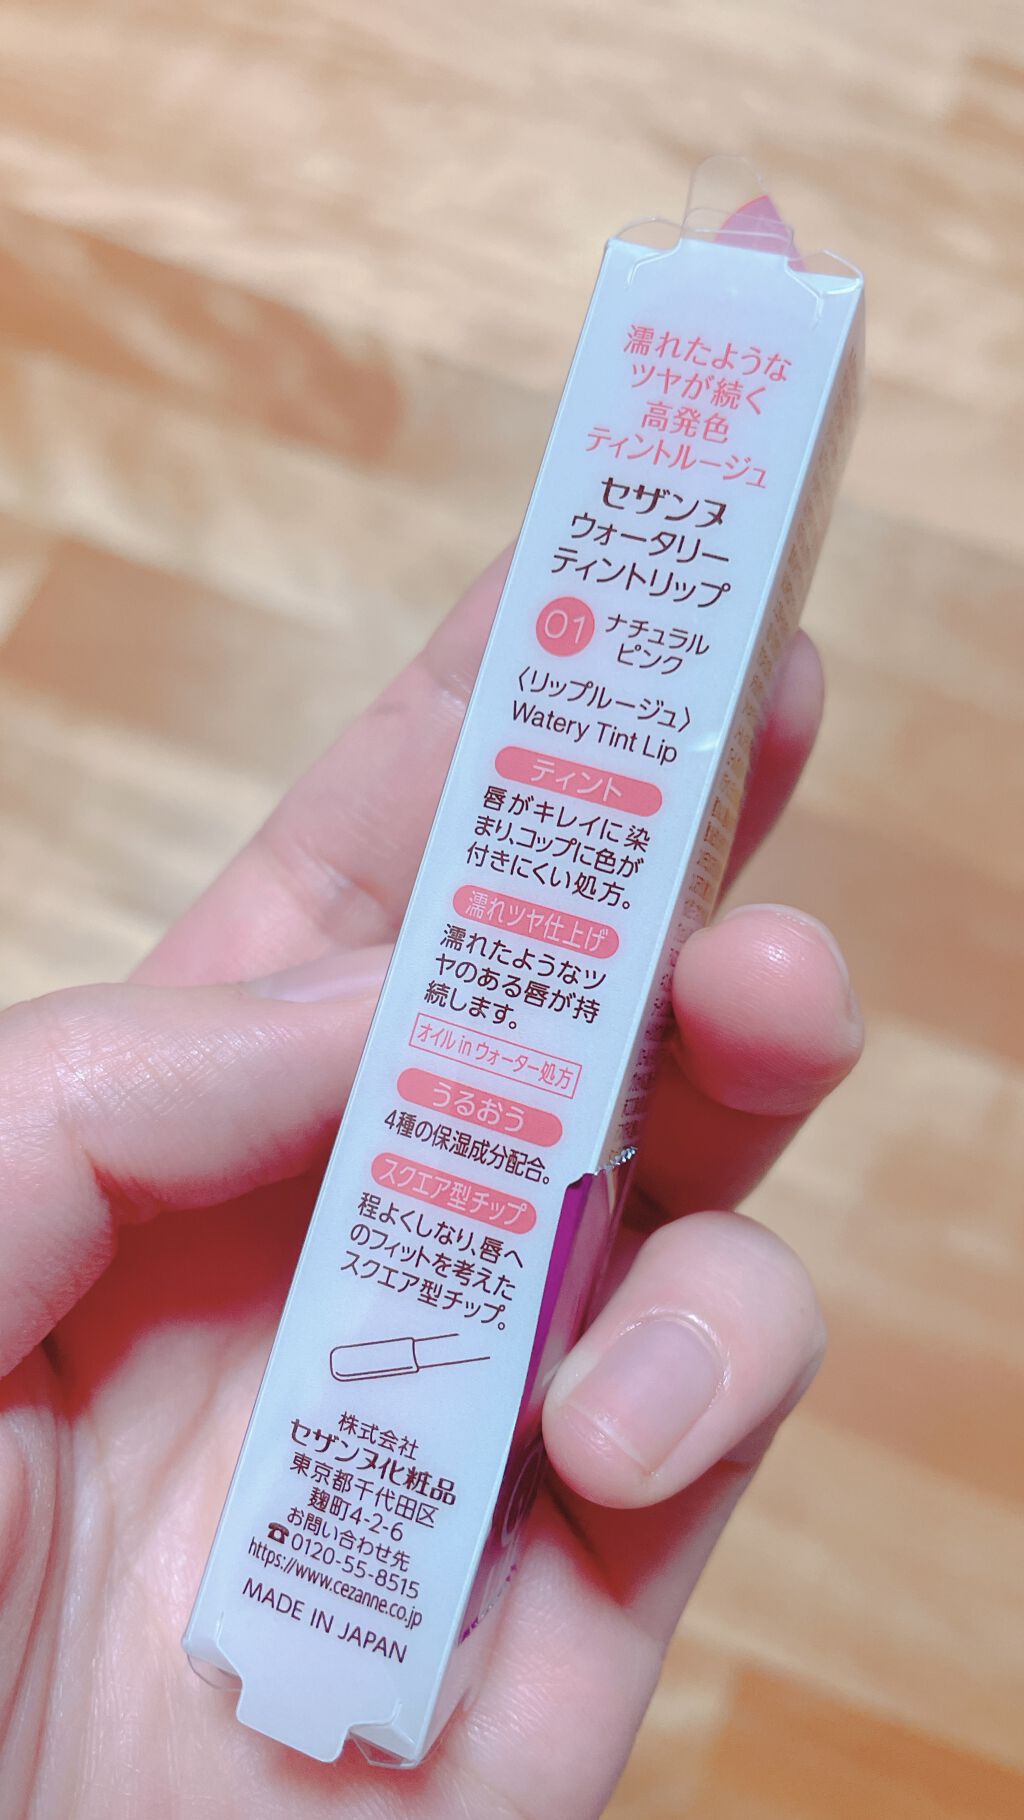 濡れたような
ツヤが続く
高発色
ティントルージュ
セザンヌ
ウォータリー
ティントリップ
01 ナチュラル
ピンク
〈リップルージュ〉
Watery Tint Lip
ティント
唇がキレイに染
まり、コップに色が
付きにくい処方。
濡れツヤ仕上げ
濡れたようなツ
ヤのある唇が持
続します。
オイル in ウォーター処方
うるおう
4種の保湿成分配合。
スクエア型チップ
程よくしなり、唇へ
のフィットを考えた
スクエア型チップ。
株式会社
セザンヌ化粧品
東京都千代田区
麹町4-2-6
お問い合わせ先
☎0120-55-8515
https://www.cezanne.co.jp
MADE IN JAPAN